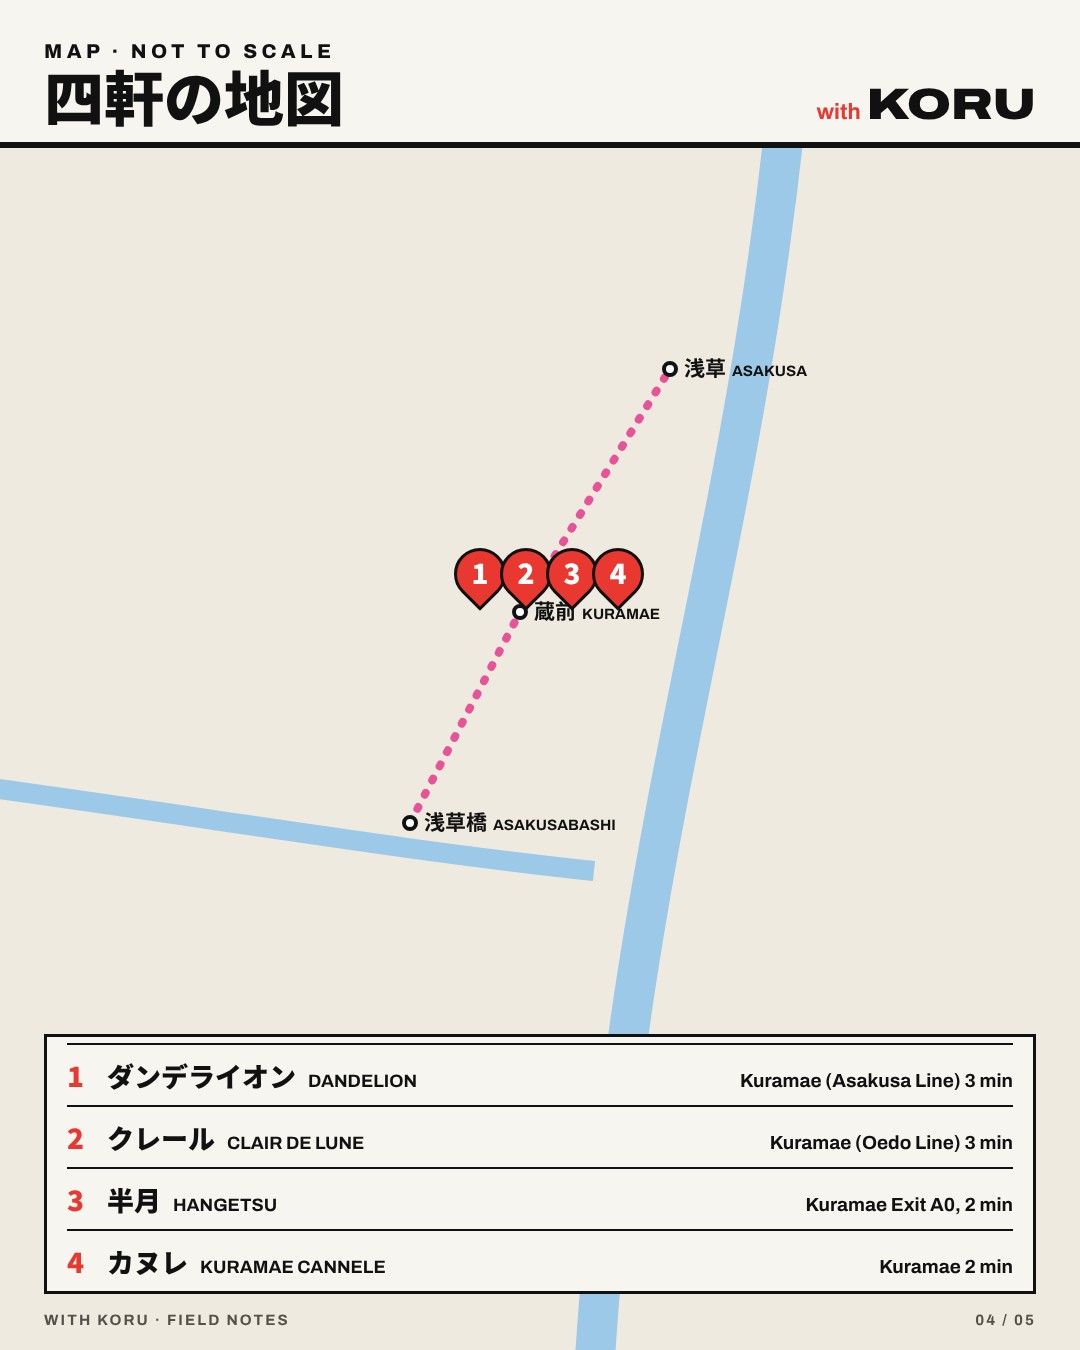 MAP · NOT TO SCALE
四軒の地図
with KORU
浅草 ASAKUSA
1 2 3 4
蔵前 KURAMAE
浅草橋 ASAKUSABASHI
1 ダンデライオン DANDELION Kuramae (Asakusa Line) 3 min
2 クレール CLAIR DE LUNE Kuramae (Oedo Line) 3 min
3 半月 HANGETSU Kuramae Exit A0, 2 min
4 カヌレ KURAMAE CANNELE Kuramae 2 min
WITH KORU · FIELD NOTES 04 / 05